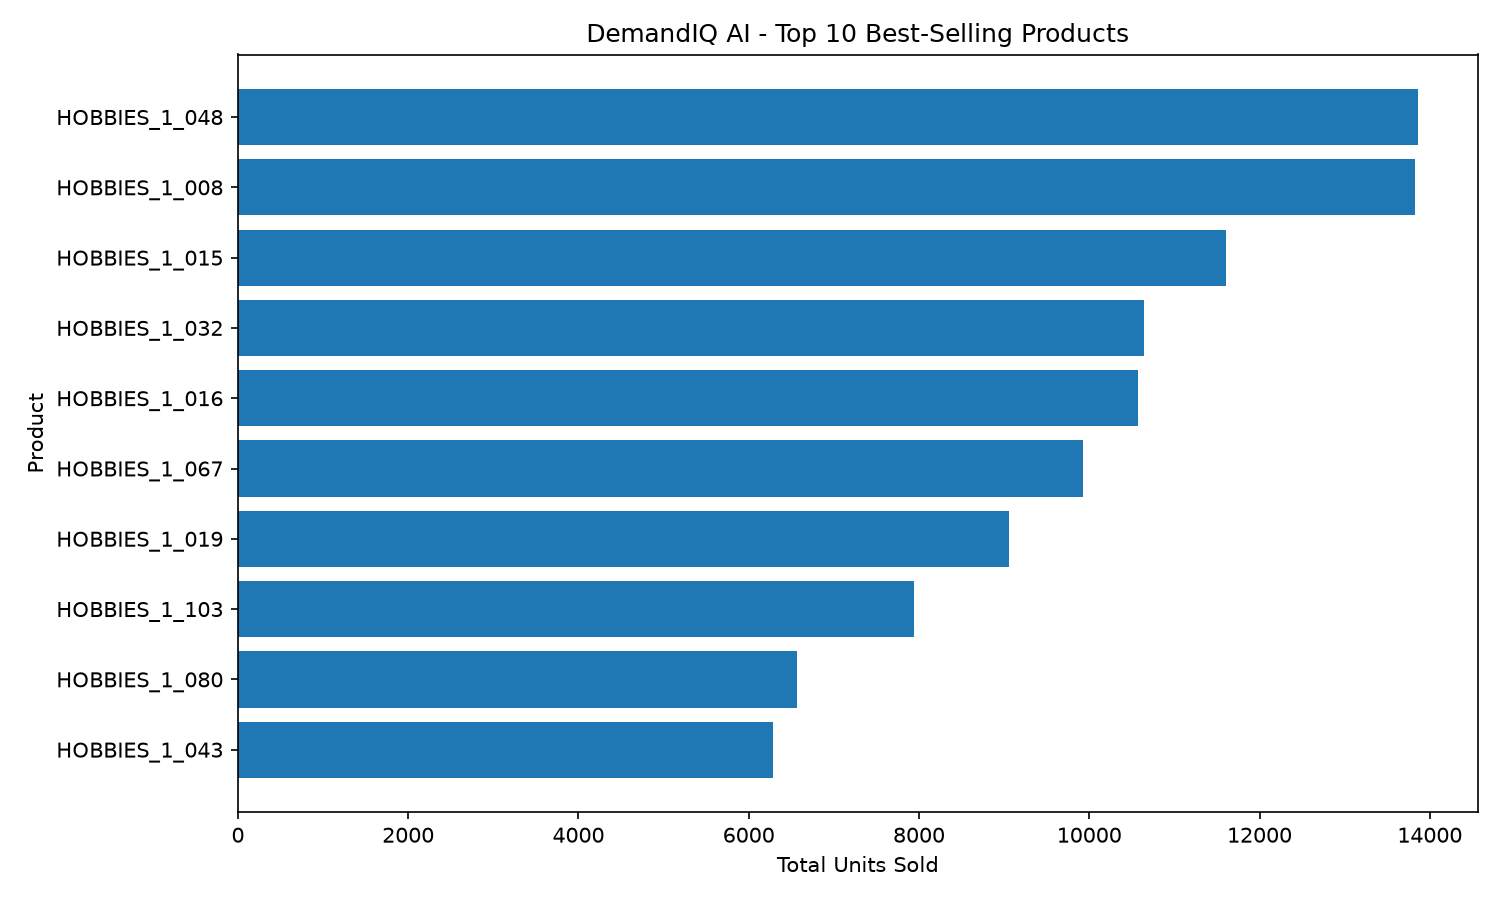 DemandIQ AI - Top 10 Best-Selling Products
HOBBIES_1_048
HOBBIES_1_008
HOBBIES_1_015
HOBBIES_1_032
HOBBIES_1_016
HOBBIES_1_067
HOBBIES_1_019
HOBBIES_1_103
HOBBIES_1_080
HOBBIES_1_043
Product
0 2000 4000 6000 8000 10000 12000 14000
Total Units Sold